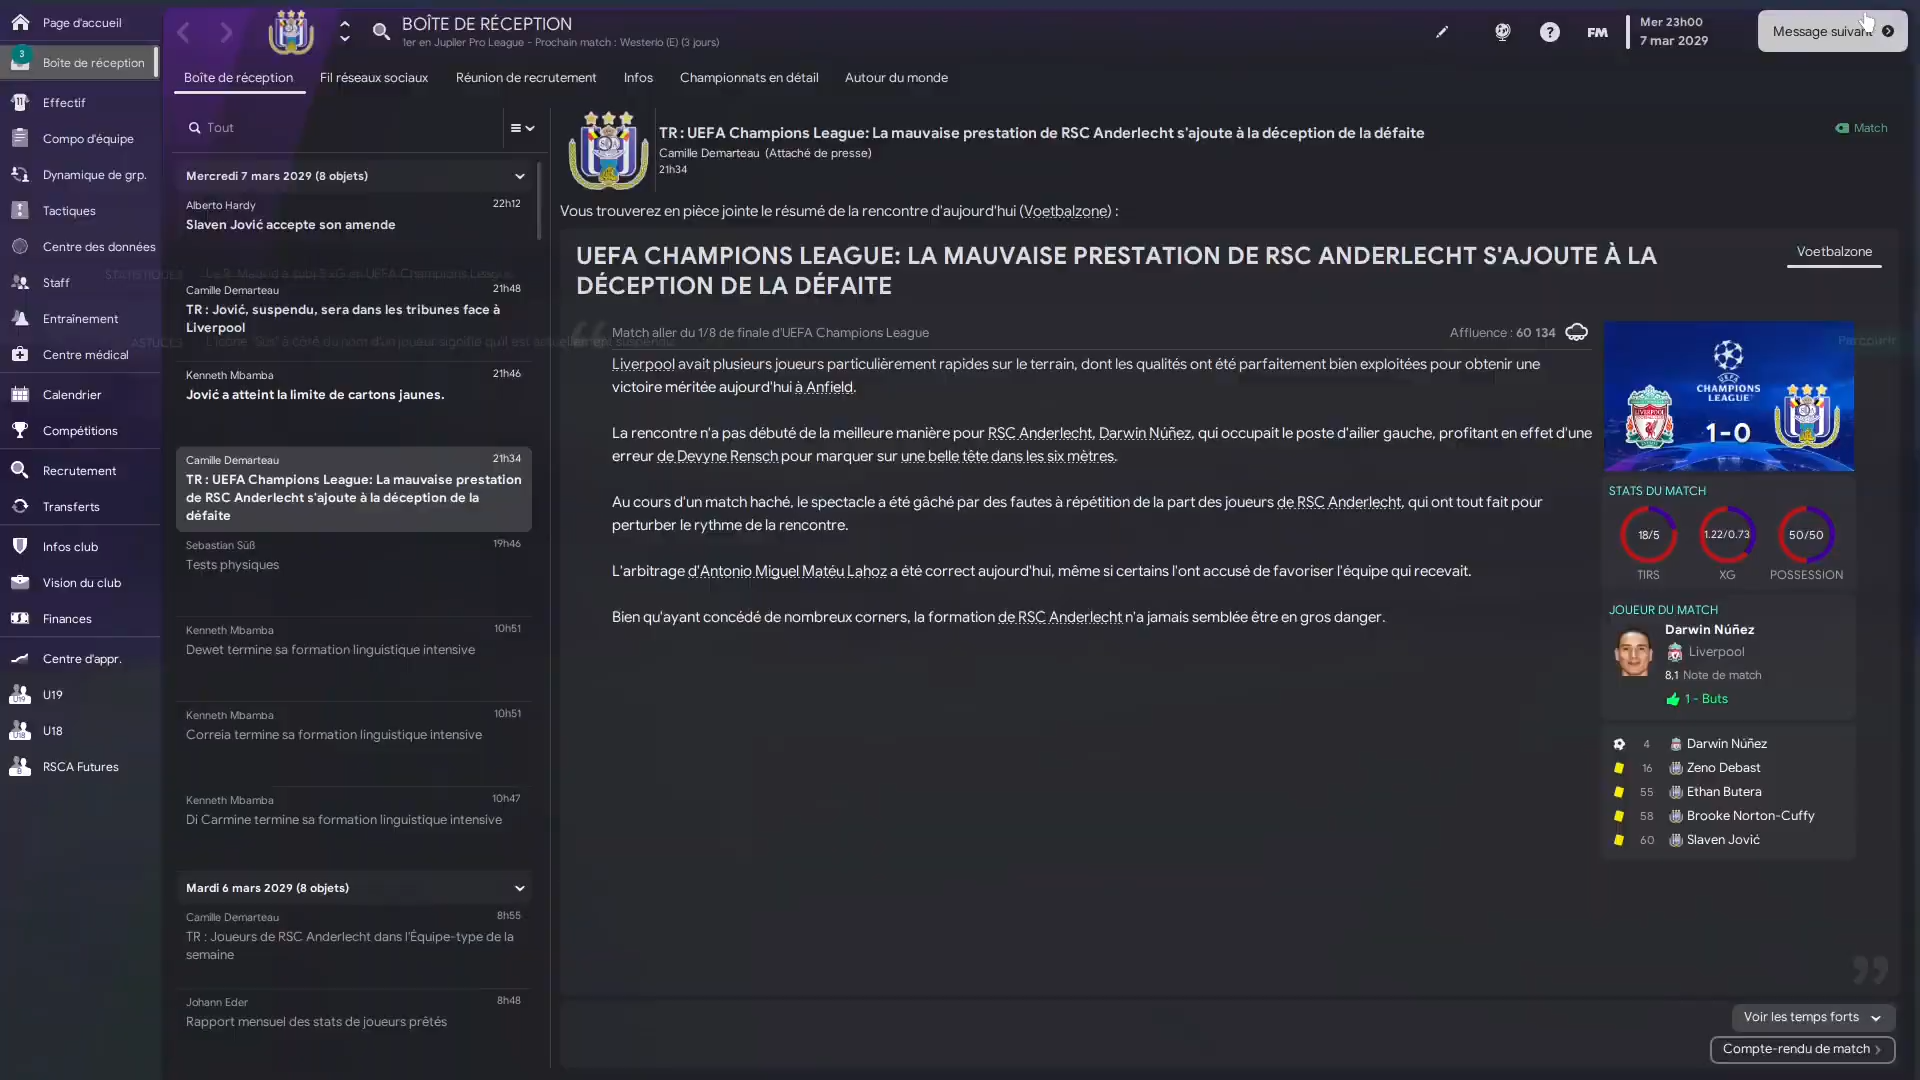 Page d'accueil
3
Boîte de réception
Effectif
Compo d'équipe
Dynamique de grp.
Tactiques
Centre des données
Staff
Entraînement
Centre médical
Calendrier
Compétitions
Recrutement
Transferts
Infos club
Vision du club
Finances
Centre d'appr.
U19
U18
RSCA Futures
BOÎTE DE RÉCEPTION
1er en Jupiler Pro League - Prochain match : Westerlo (E) (3 jours)
FM
Mer 23h00
7 mar 2029
Message suivant
Boîte de réception Fil réseaux sociaux Réunion de recrutement Infos Championnats en détail Autour du monde
Tout
Mercredi 7 mars 2029 (8 objets)
Alberto Hardy 22h12
Slaven Jović accepte son amende
STATISTIQUES
Camille Demarteau 21h48
TR : Jović, suspendu, sera dans les tribunes face à
Liverpool
ASTUCES L'icône "Sus" à côté du nom d'un joueur signifie qu'il est actuellement suspendu.
Kenneth Mbamba 21h46
Jović a atteint la limite de cartons jaunes.
Camille Demarteau 21h34
TR : UEFA Champions League: La mauvaise prestation
de RSC Anderlecht s'ajoute à la déception de la
défaite
Sebastian Süß 19h46
Tests physiques
Kenneth Mbamba 10h51
Dewet termine sa formation linguistique intensive
Kenneth Mbamba 10h51
Correia termine sa formation linguistique intensive
Kenneth Mbamba 10h47
Di Carmine termine sa formation linguistique intensive
Mardi 6 mars 2029 (8 objets)
Camille Demarteau 8h55
TR : Joueurs de RSC Anderlecht dans l'Équipe-type de la
semaine
Johann Eder 8h48
Rapport mensuel des stats de joueurs prêtés
TR : UEFA Champions League: La mauvaise prestation de RSC Anderlecht s'ajoute à la déception de la défaite
Camille Demarteau (Attaché de presse)
21h34
Match
Vous trouverez en pièce jointe le résumé de la rencontre d'aujourd'hui (Voetbalzone) :
UEFA CHAMPIONS LEAGUE: LA MAUVAISE PRESTATION DE RSC ANDERLECHT S'AJOUTE À LA
DÉCEPTION DE LA DÉFAITE
Voetbalzone
Match aller du 1/8 de finale d'UEFA Champions League Affluence : 60 134
Parcourir
Liverpool avait plusieurs joueurs particulièrement rapides sur le terrain, dont les qualités ont été parfaitement bien exploitées pour obtenir une
victoire méritée aujourd'hui à Anfield.
La rencontre n'a pas débuté de la meilleure manière pour RSC Anderlecht, Darwin Núñez, qui occupait le poste d'ailier gauche, profitant en effet d'une
erreur de Devyne Rensch pour marquer sur une belle tête dans les six mètres.
Au cours d'un match haché, le spectacle a été gâché par des fautes à répétition de la part des joueurs de RSC Anderlecht, qui ont tout fait pour
perturber le rythme de la rencontre.
L'arbitrage d'Antonio Miguel Matéu Lahoz a été correct aujourd'hui, même si certains l'ont accusé de favoriser l'équipe qui recevait.
Bien qu'ayant concédé de nombreux corners, la formation de RSC Anderlecht n'a jamais semblée être en gros danger.
UEFA
CHAMPIONS
LEAGUE
1-0
STATS DU MATCH
18/5 1.22/0.73 50/50
TIRS XG POSSESSION
JOUEUR DU MATCH
Darwin Núñez
Liverpool
8,1 Note de match
1 - Buts
4 Darwin Núñez
16 Zeno Debast
55 Ethan Butera
58 Brooke Norton-Cuffy
60 Slaven Jović
Voir les temps forts
Compte-rendu de match